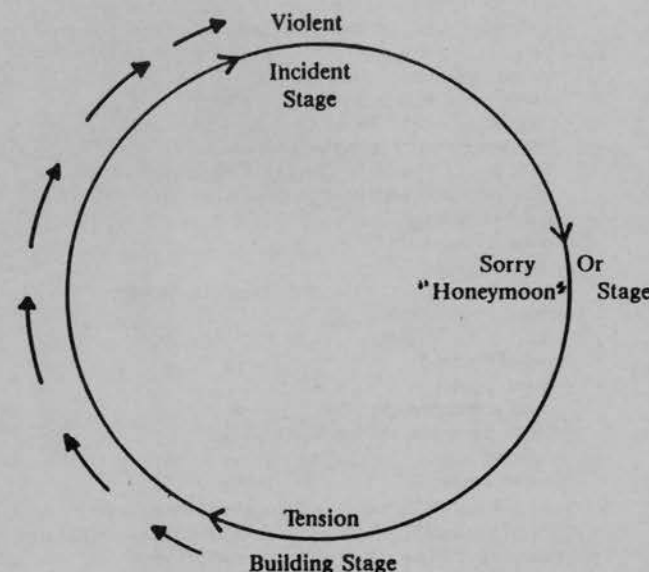 Violent
Incident
Stage
Sorry Or
"Honeymoon" Stage
Tension
Building Stage